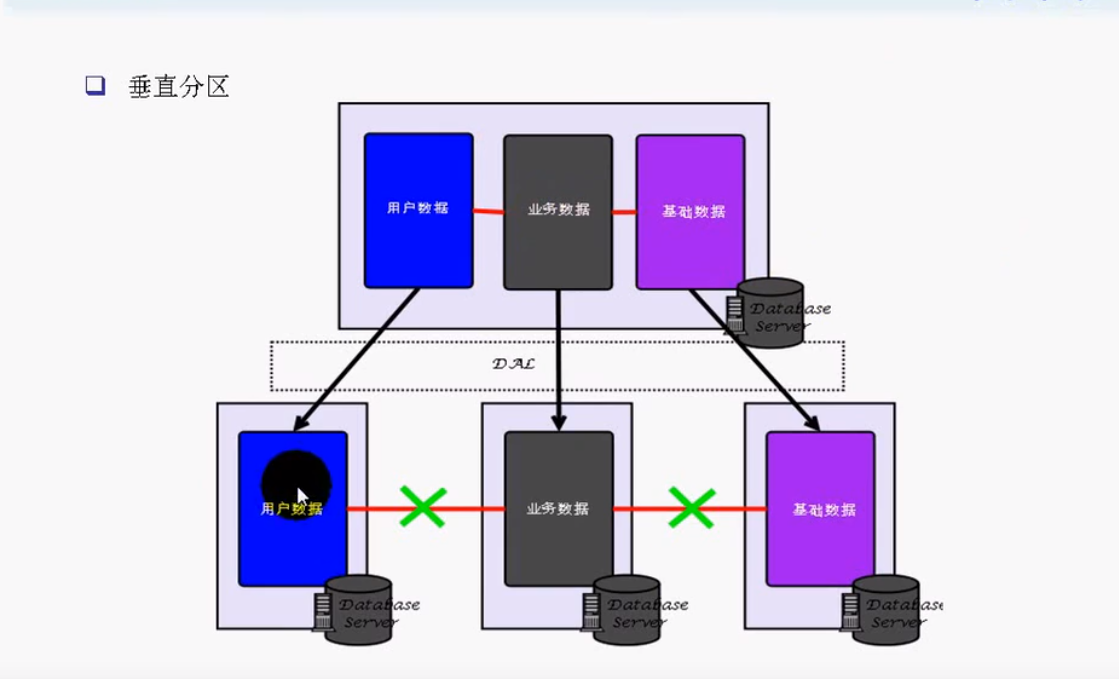 垂直分区
用户数据
业务数据
基础数据
Database
Server
DAL
用户数据
业务数据
基础数据
Database
Server
Database
Server
Database
Server